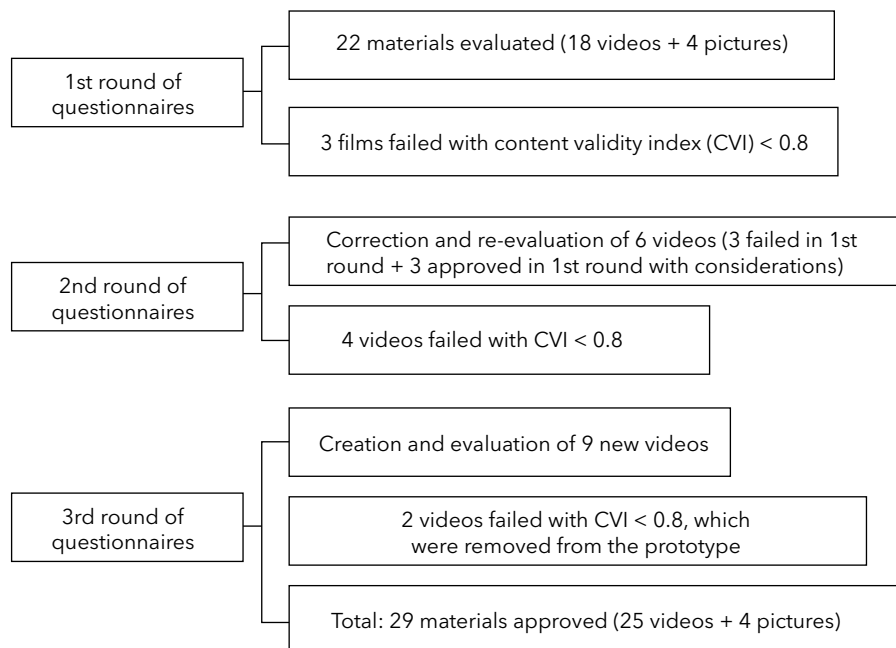 1st round of
questionnaires
22 materials evaluated (18 videos + 4 pictures)
3 films failed with content validity index (CVI) < 0.8
2nd round of
questionnaires
Correction and re-evaluation of 6 videos (3 failed in 1st
round + 3 approved in 1st round with considerations)
4 videos failed with CVI < 0.8
3rd round of
questionnaires
Creation and evaluation of 9 new videos
2 videos failed with CVI < 0.8, which
were removed from the prototype
Total: 29 materials approved (25 videos + 4 pictures)